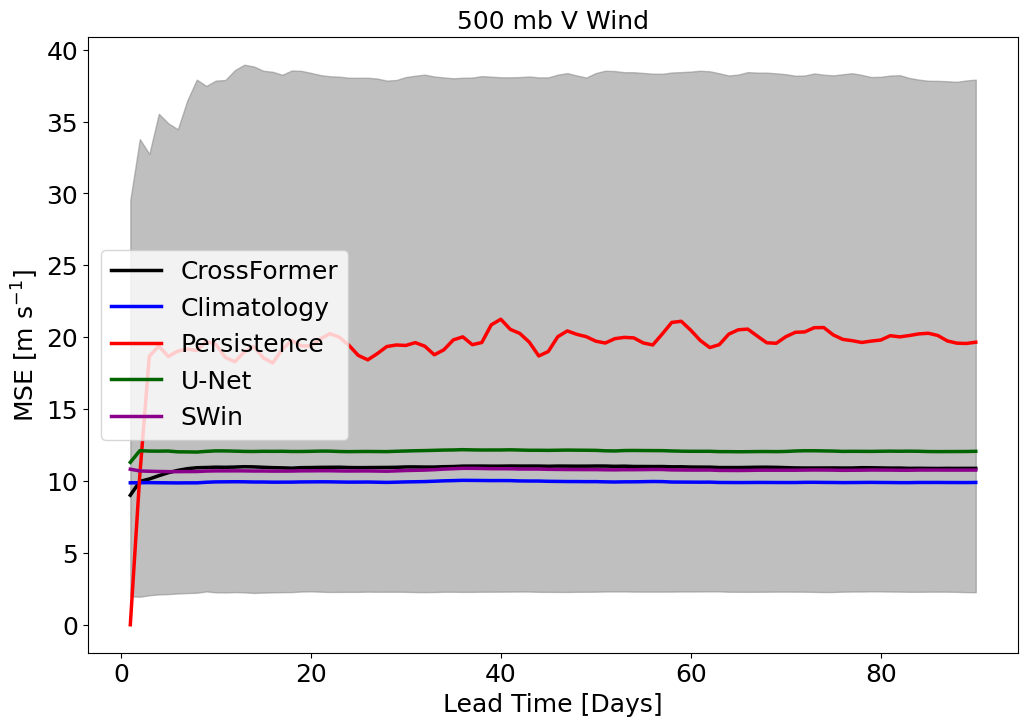 500 mb V Wind
MSE [m s⁻¹]
40
35
30
25
20
15
10
5
0
CrossFormer
Climatology
Persistence
U-Net
SWin
0 20 40 60 80
Lead Time [Days]